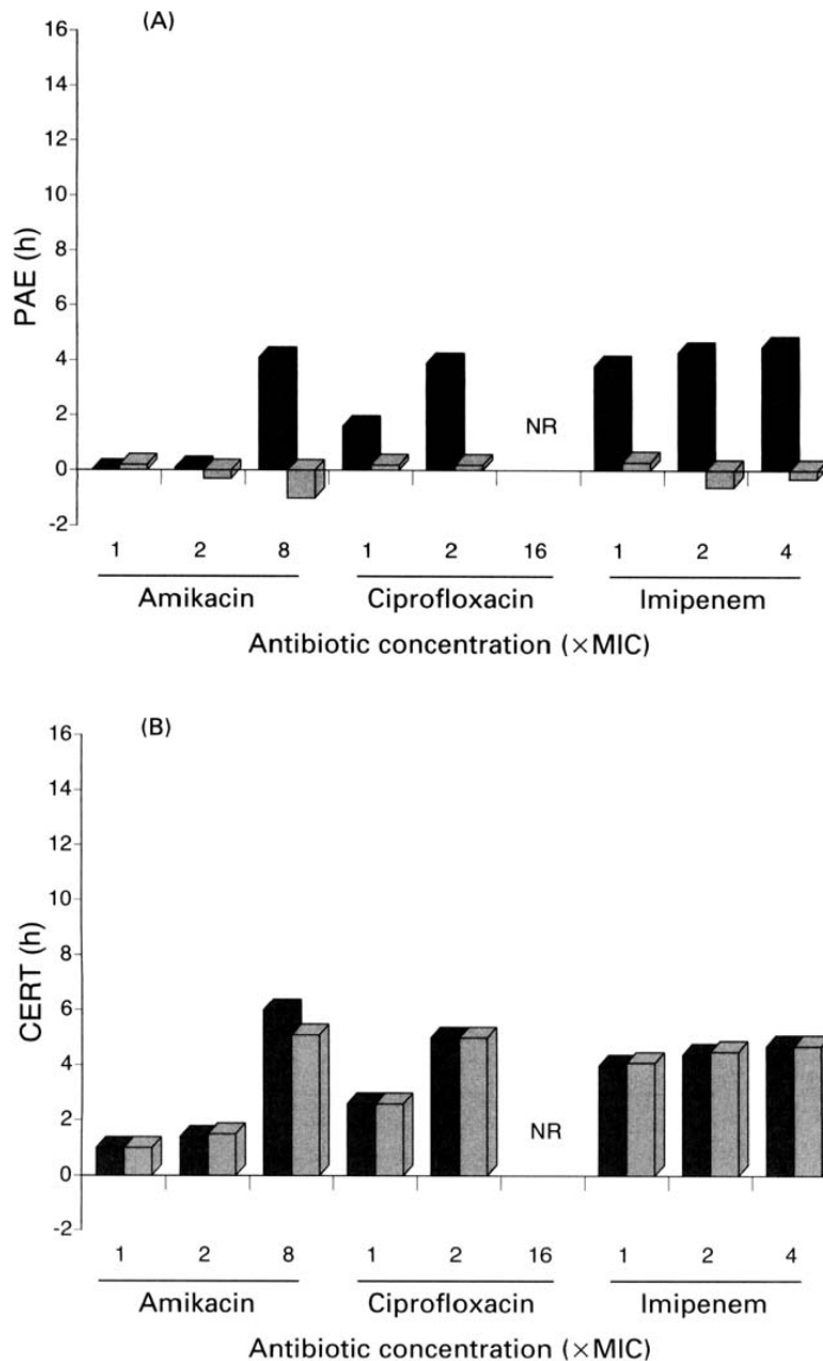 (A)
16
14
12
10
8
6
4
2
0
-2
PAE (h)
NR
1 2 8 1 2 16 1 2 4
Amikacin Ciprofloxacin Imipenem
Antibiotic concentration (×MIC)
(B)
16
14
12
10
8
6
4
2
0
-2
CERT (h)
NR
1 2 8 1 2 16 1 2 4
Amikacin Ciprofloxacin Imipenem
Antibiotic concentration (×MIC)